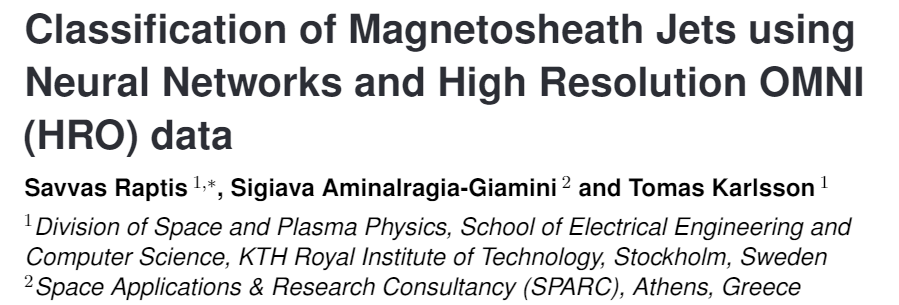 Classification of Magnetosheath Jets using
Neural Networks and High Resolution OMNI
(HRO) data
Savvas Raptis 1,*, Sigiava Aminalragia-Giamini 2 and Tomas Karlsson 1
1 Division of Space and Plasma Physics, School of Electrical Engineering and
Computer Science, KTH Royal Institute of Technology, Stockholm, Sweden
2 Space Applications & Research Consultancy (SPARC), Athens, Greece